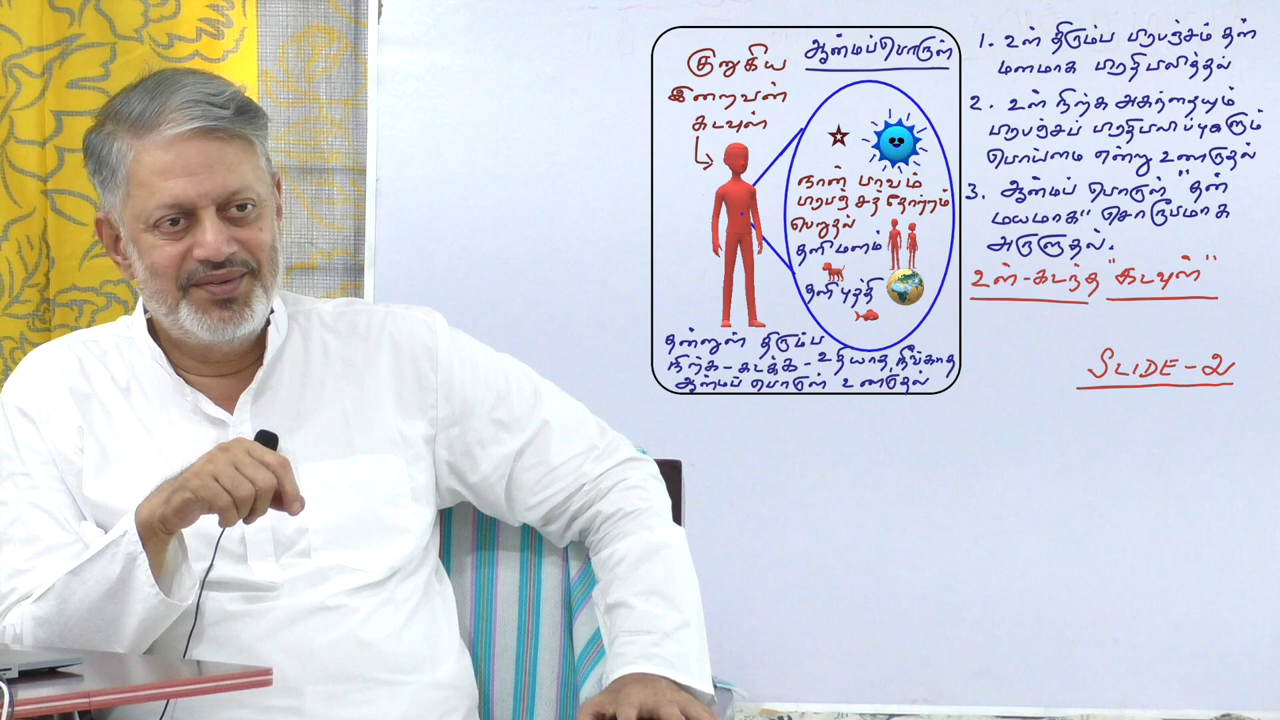 குறுகிய
இறைவன்
கடவுள்
ஆன்மப்பொருள்
நான் பாவம்
பிரபஞ்சத் தோற்றம்
பெறுதல்
தனிமனம்
தனி புத்தி
தன்னுள் திரும்ப
நிற்க - கடக்க - உதியாத, நீங்காத
ஆன்மப் பொருள் உணருதல்
1. உள் திரும்ப பிரபஞ்சம் தன்
மனமாக பிரதிபலித்தல்
2. உள் நிற்க அகந்தையும்
பிரபஞ்சப் பிரதிபலிப்புகளும்
பொய்மை என்று உணருதல்
3. ஆன்மப் பொருள் "தன்
மயமாக" சொரூபமாக
அருளுதல்.
உள்-கடந்த "கடவுள்"
SLIDE-2